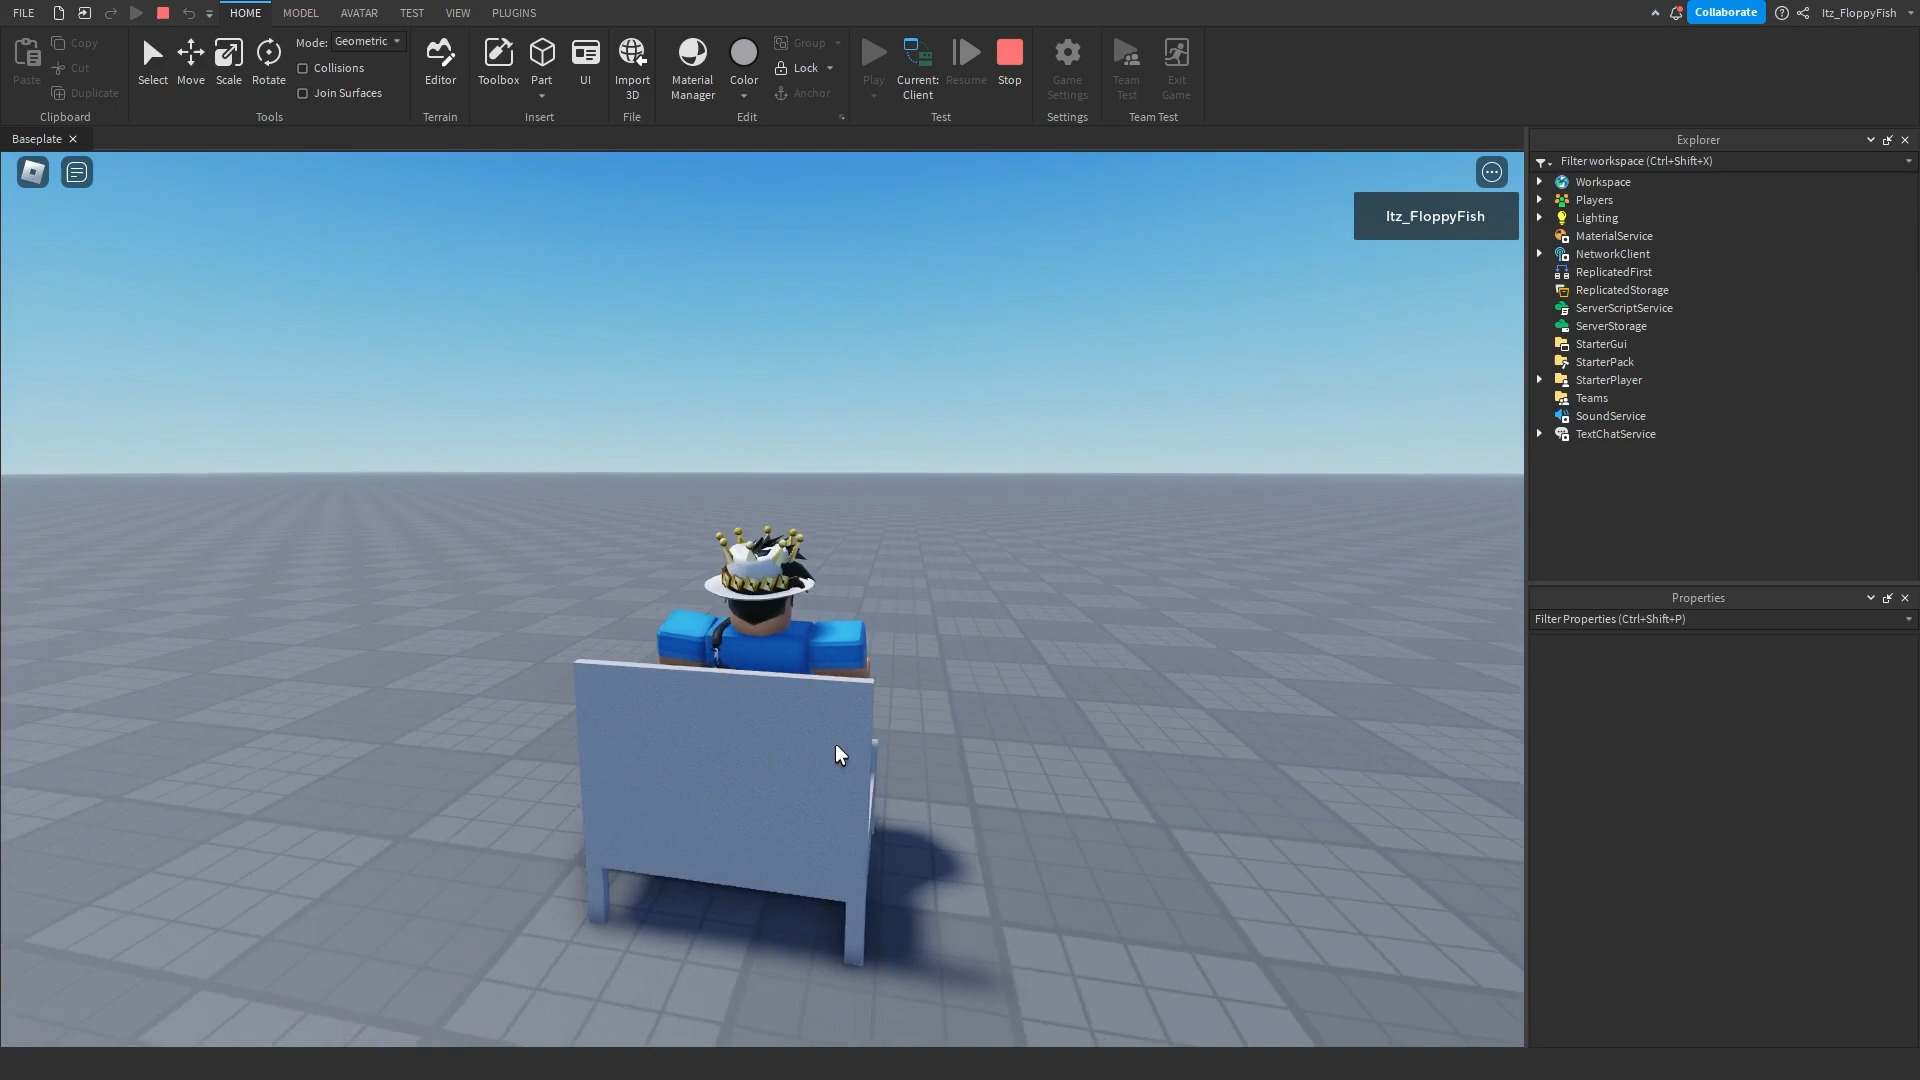 FILE HOME MODEL AVATAR TEST VIEW PLUGINS Collaborate Itz_FloppyFish
Paste
Copy
Cut
Duplicate
Clipboard
Select Move Scale Rotate
Mode: Geometric
Collisions
Join Surfaces
Tools
Editor
Terrain
Toolbox Part UI
Insert
Import
3D
File
Material
Manager
Color
Group
Lock
Anchor
Edit
Play
Current:
Client
Resume
Stop
Test
Game
Settings
Settings
Team
Test
Exit
Game
Team Test
Baseplate
Itz_FloppyFish
Explorer
Filter workspace (Ctrl+Shift+X)
Workspace
Players
Lighting
MaterialService
NetworkClient
ReplicatedFirst
ReplicatedStorage
ServerScriptService
ServerStorage
StarterGui
StarterPack
StarterPlayer
Teams
SoundService
TextChatService
Properties
Filter Properties (Ctrl+Shift+P)